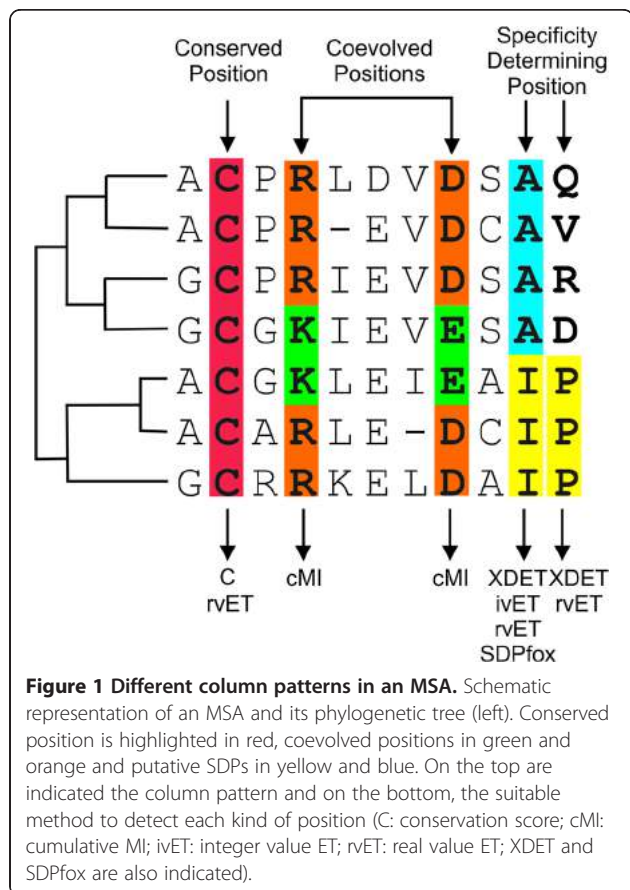 Conserved Position
Coevolved Positions
Specificity Determining Position
A C P R L D V D S A Q
A C P R - E V D C A V
G C P R I E V D S A R
G C G K I E V E S A D
A C G K L E I E A I P
A C A R L E - D C I P
G C R R K E L D A I P
C
rvET
cMI
cMI
XDET
ivET
rvET
SDPfox
XDET
rvET
Figure 1 Different column patterns in an MSA. Schematic
representation of an MSA and its phylogenetic tree (left). Conserved
position is highlighted in red, coevolved positions in green and
orange and putative SDPs in yellow and blue. On the top are
indicated the column pattern and on the bottom, the suitable
method to detect each kind of position (C: conservation score; cMI:
cumulative MI; ivET: integer value ET; rvET: real value ET; XDET and
SDPfox are also indicated).